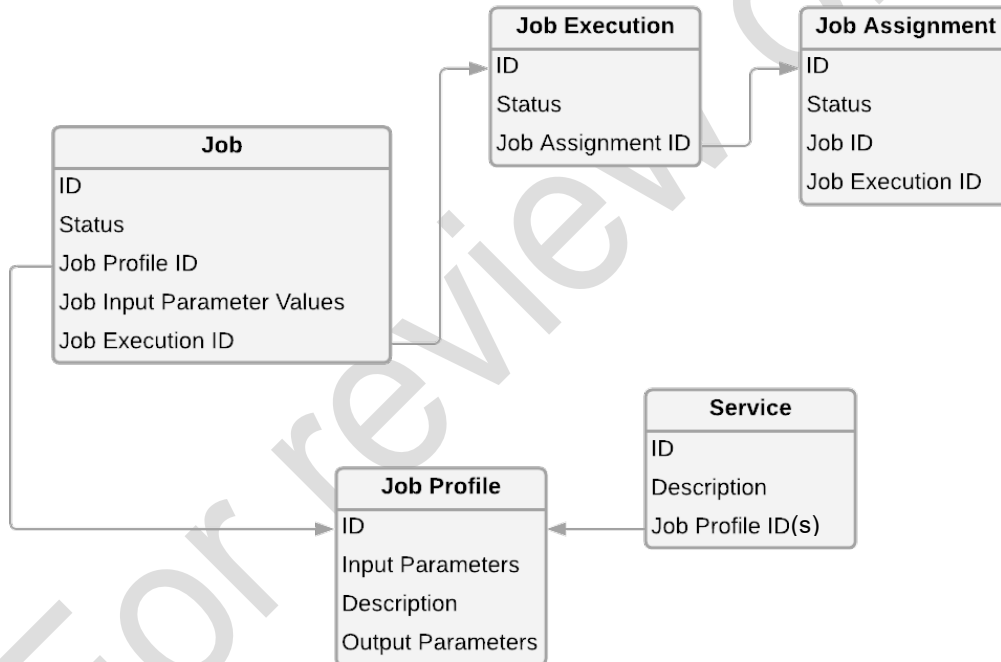 Job Execution
ID
Status
Job Assignment ID
Job Assignment
ID
Status
Job ID
Job Execution ID
Job
ID
Status
Job Profile ID
Job Input Parameter Values
Job Execution ID
Service
ID
Description
Job Profile ID(s)
Job Profile
ID
Input Parameters
Description
Output Parameters
For review